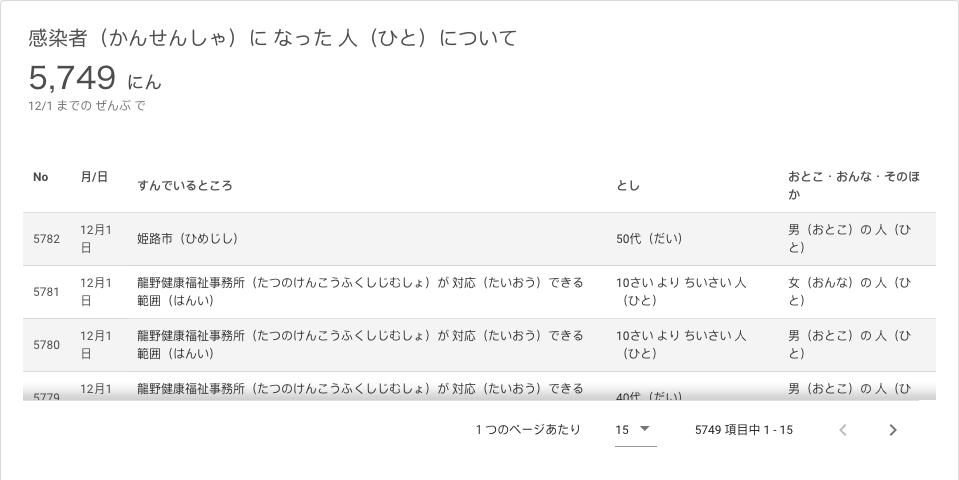 感染者（かんせんしゃ）に なった 人（ひと）について
5,749 にん
12/1 までの ぜんぶ で
No 月/日 すんでいるところ とし おとこ・おんな・そのほか
5782 12月1日 姫路市（ひめじし） 50代（だい） 男（おとこ）の 人（ひと）
5781 12月1日 龍野健康福祉事務所（たつのけんこうふくしじむしょ）が 対応（たいおう）できる 範囲（はんい） 10さい より ちいさい 人（ひと） 女（おんな）の 人（ひと）
5780 12月1日 龍野健康福祉事務所（たつのけんこうふくしじむしょ）が 対応（たいおう）できる 範囲（はんい） 10さい より ちいさい 人（ひと） 男（おとこ）の 人（ひと）
5779 12月1 龍野健康福祉事務所（たつのけんこうふくしじむしょ）が 対応（たいおう）できる 40代（だい） 男（おとこ）の 人（ひ
1 つのページあたり 15 5749 項目中 1 - 15